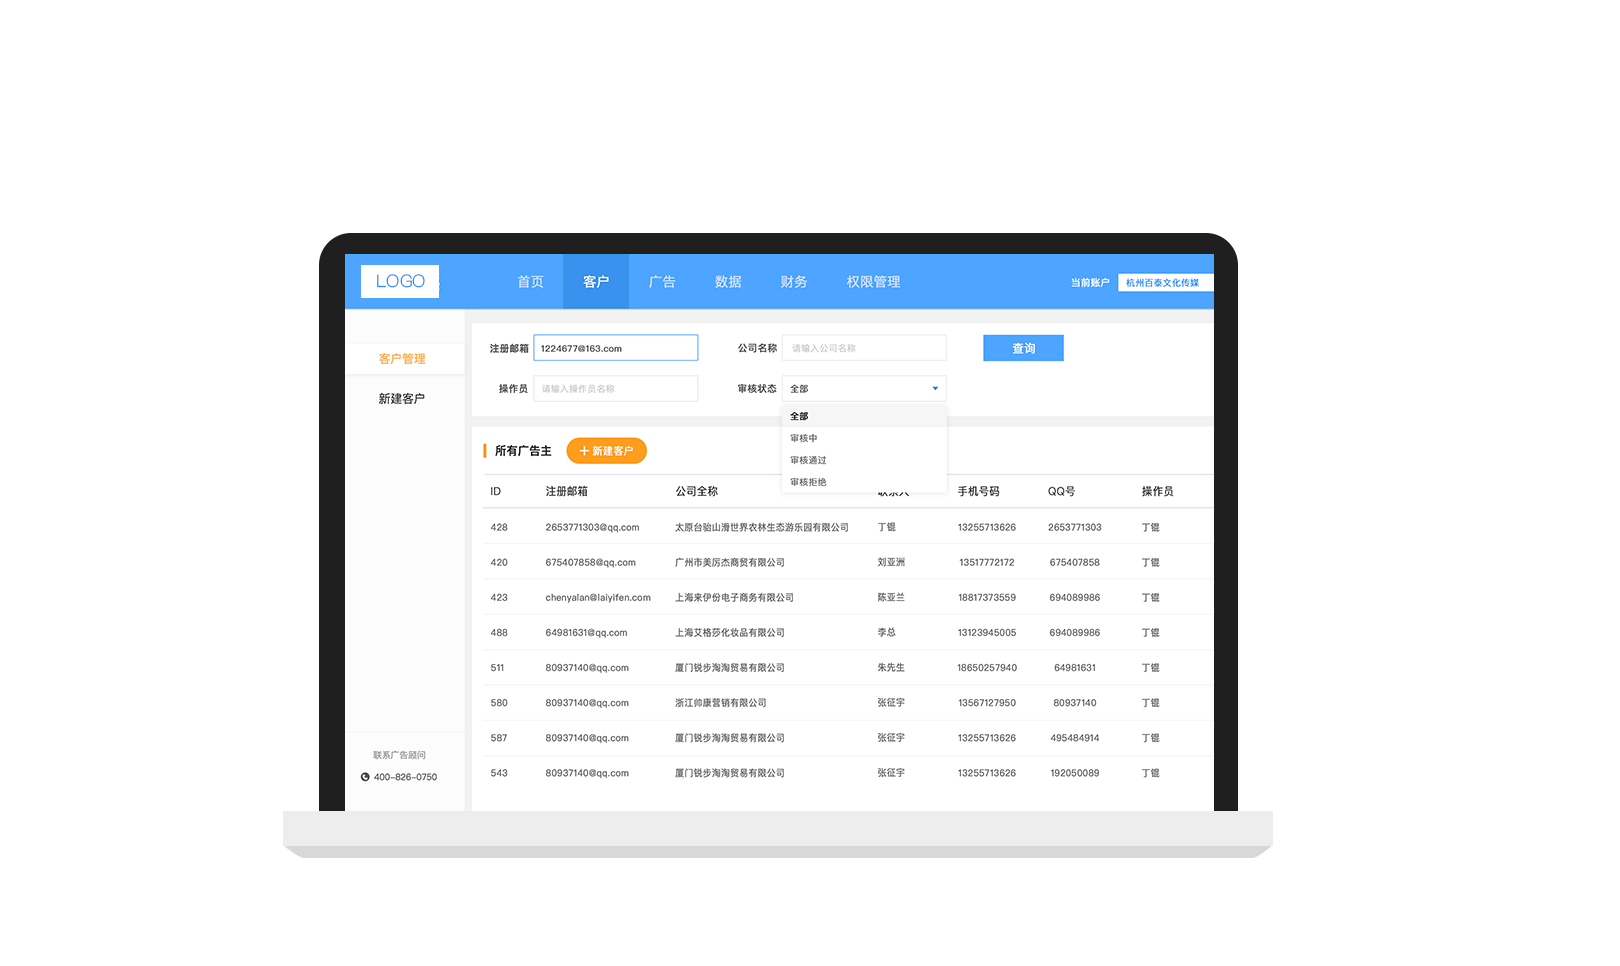 LOGO 首页 客户 广告 数据 财务 权限管理 当前账户 杭州百泰文化传媒
客户管理
新建客户
联系广告顾问
400-826-0750
注册邮箱 1224677@163.com 公司名称 请输入公司名称 查询
操作员 请输入操作员名称 审核状态 全部
全部
审核中
审核通过
审核拒绝
所有广告主 +新建客户
ID 注册邮箱 公司全称 联系人 手机号码 QQ号 操作员
428 2653771303@qq.com 太原台骀山滑世界农林生态游乐园有限公司 丁锟 13255713626 2653771303 丁锟
420 675407858@qq.com 广州市美厉杰商贸有限公司 刘亚洲 13517772172 675407858 丁锟
423 chenyalan@laiyifen.com 上海来伊份电子商务有限公司 陈亚兰 18817373559 694089986 丁锟
488 64981631@qq.com 上海艾格莎化妆品有限公司 李总 13123945005 694089986 丁锟
511 80937140@qq.com 厦门锐步淘淘贸易有限公司 朱先生 18650257940 64981631 丁锟
580 80937140@qq.com 浙江帅康营销有限公司 张征宇 13567127950 80937140 丁锟
587 80937140@qq.com 厦门锐步淘淘贸易有限公司 张征宇 13255713626 495484914 丁锟
543 80937140@qq.com 厦门锐步淘淘贸易有限公司 张征宇 13255713626 192050089 丁锟